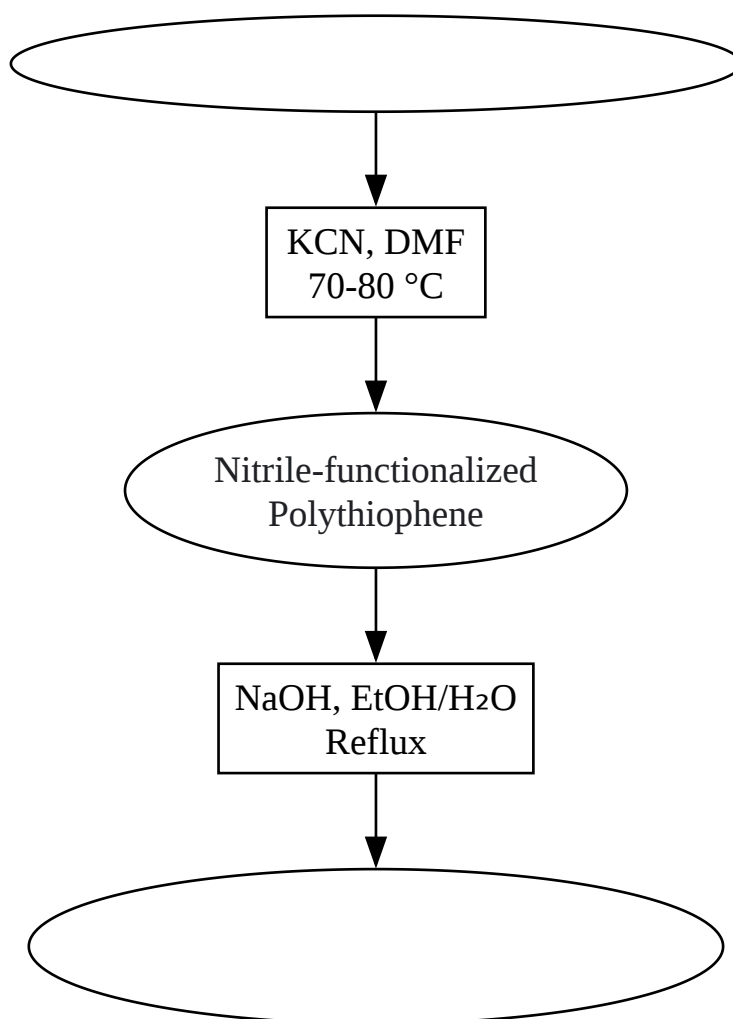 KCN, DMF
70-80 °C
Nitrile-functionalized
Polythiophene
NaOH, EtOH/H₂O
Reflux